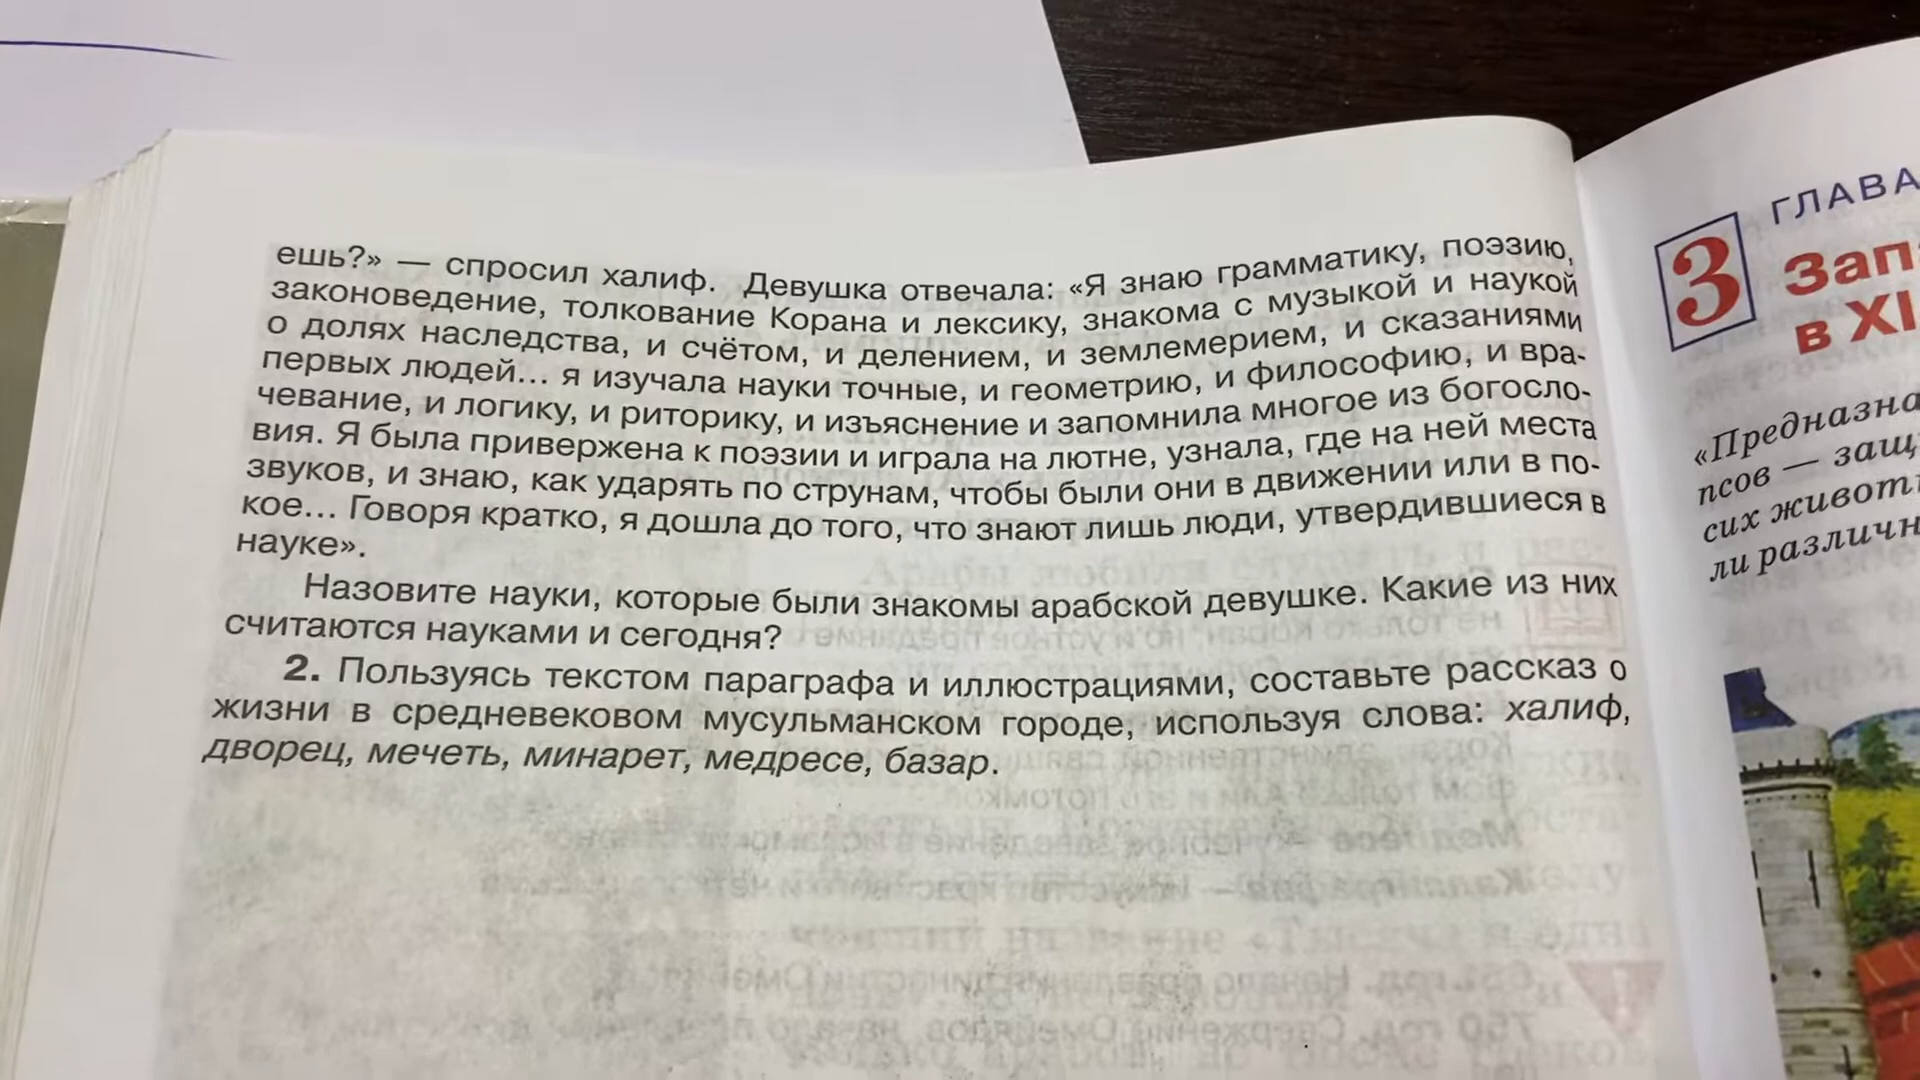 ешь?» — спросил халиф. Девушка отвечала: «Я знаю грамматику, поэзию,
законоведение, толкование Корана и лексику, знакома с музыкой и наукой
о долях наследства, и счётом, и делением, и землемерием, и сказаниями
первых людей... я изучала науки точные, и геометрию, и философию, и вра-
чевание, и логику, и риторику, и изъяснение и запомнила многое из богосло-
вия. Я была привержена к поэзии и играла на лютне, узнала, где на ней места
звуков, и знаю, как ударять по струнам, чтобы были они в движении или в по-
кое... Говоря кратко, я дошла до того, что знают лишь люди, утвердившиеся в
науке».
Назовите науки, которые были знакомы арабской девушке. Какие из них
считаются науками и сегодня?
2. Пользуясь текстом параграфа и иллюстрациями, составьте рассказ о
жизни в средневековом мусульманском городе, используя слова: халиф,
дворец, мечеть, минарет, медресе, базар.
3 ГЛАВА
в XI
псов — защ
ли различн